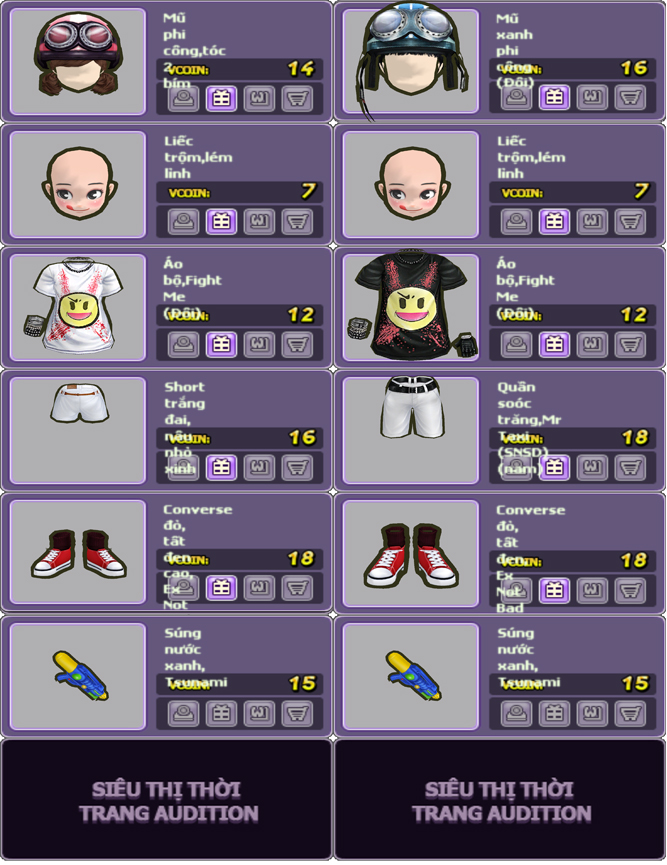 Mũ
phi
công,tóc
2
bím
VCOIN: 14
Mũ
xanh
phi
công
(Đôi)
VCOIN: 16
Liếc
trộm,lém
linh
VCOIN: 7
Liếc
trộm,lém
linh
VCOIN: 7
Áo
bộ,Fight
Me
(Đôi)
VCOIN: 12
Áo
bộ,Fight
Me
(Đôi)
VCOIN: 12
Short
trắng
đai,
nâu
nhỏ
xinh
VCOIN: 16
Quần
soóc
trăng,Mr
Taxi
(SNSD)
(nam)
VCOIN: 18
Converse
đỏ,
tất
đen
cao,
Ex
Not
VCOIN: 18
Converse
đỏ,
tất
đen,
Ex
Not
Bad
VCOIN: 18
Súng
nước
xanh,
Tsunami
VCOIN: 15
Súng
nước
xanh,
Tsunami
VCOIN: 15
SIÊU THỊ THỜI
TRANG AUDITION
SIÊU THỊ THỜI
TRANG AUDITION